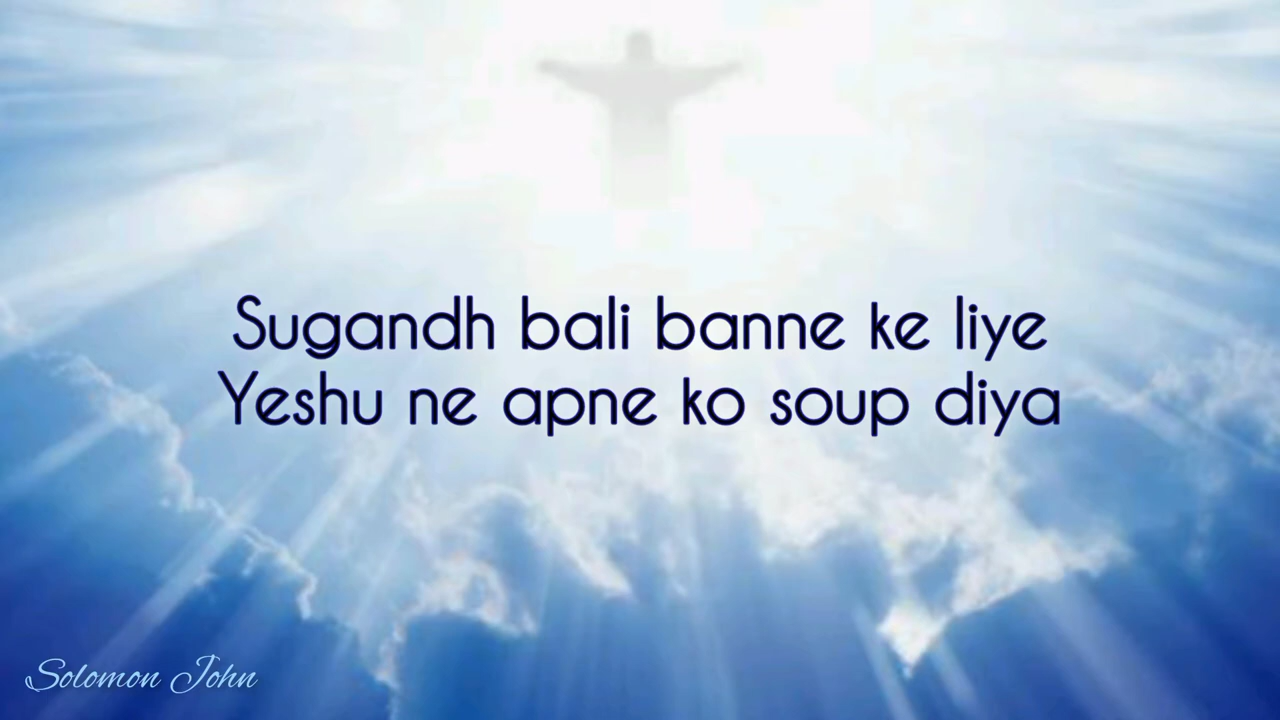 Sugandh bali banne ke liye
Yeshu ne apne ko soup diya
Solomon John